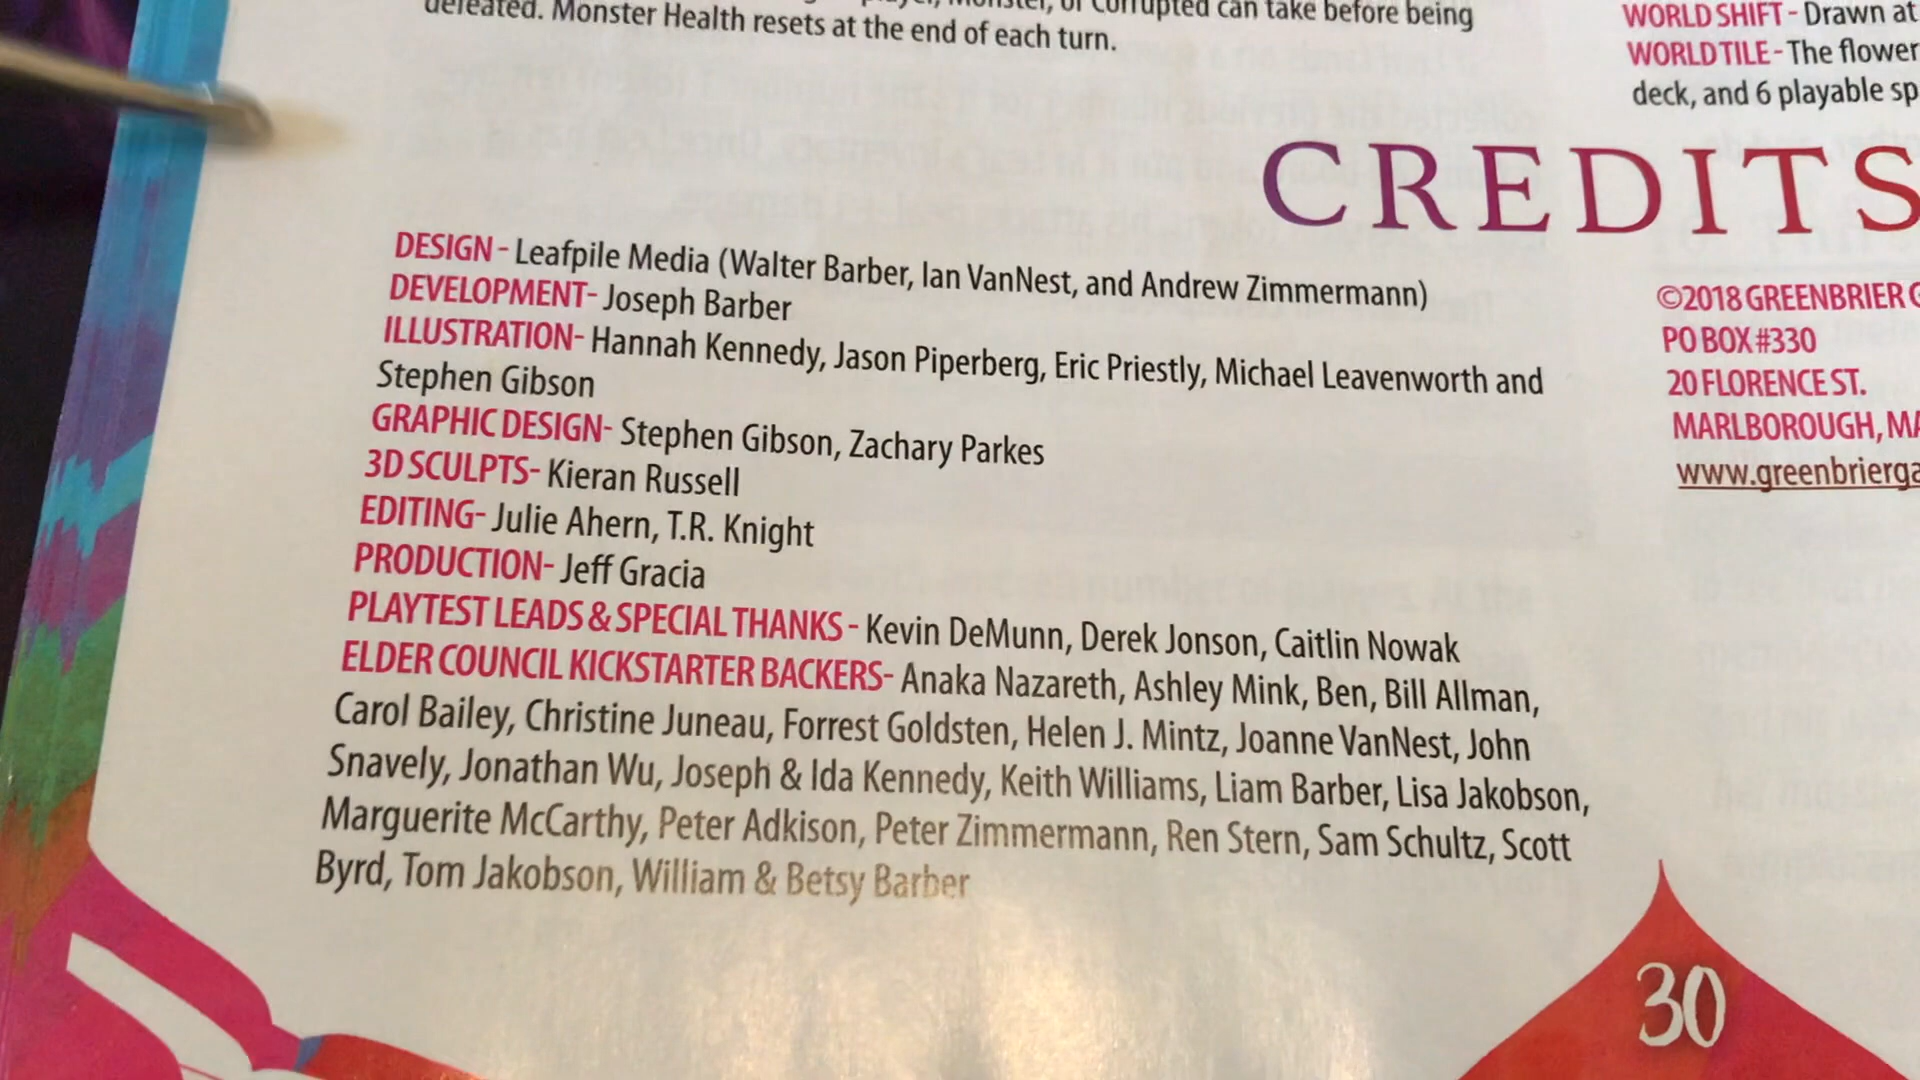 defeated. Monster Health resets at the end of each turn.
WORLD SHIFT - Drawn at
WORLD TILE - The flower
deck, and 6 playable sp
CREDITS
DESIGN - Leafpile Media (Walter Barber, Ian VanNest, and Andrew Zimmermann)
DEVELOPMENT- Joseph Barber
ILLUSTRATION- Hannah Kennedy, Jason Piperberg, Eric Priestly, Michael Leavenworth and
Stephen Gibson
GRAPHIC DESIGN- Stephen Gibson, Zachary Parkes
3D SCULPTS- Kieran Russell
EDITING- Julie Ahern, T.R. Knight
PRODUCTION- Jeff Gracia
PLAYTEST LEADS & SPECIAL THANKS - Kevin DeMunn, Derek Jonson, Caitlin Nowak
ELDER COUNCIL KICKSTARTER BACKERS- Anaka Nazareth, Ashley Mink, Ben, Bill Allman,
Carol Bailey, Christine Juneau, Forrest Goldsten, Helen J. Mintz, Joanne VanNest, John
Snavely, Jonathan Wu, Joseph & Ida Kennedy, Keith Williams, Liam Barber, Lisa Jakobson,
Marguerite McCarthy, Peter Adkison, Peter Zimmermann, Ren Stern, Sam Schultz, Scott
Byrd, Tom Jakobson, William & Betsy Barber
©2018 GREENBRIER G
PO BOX #330
20 FLORENCE ST.
MARLBOROUGH, MA
www.greenbrierga
30